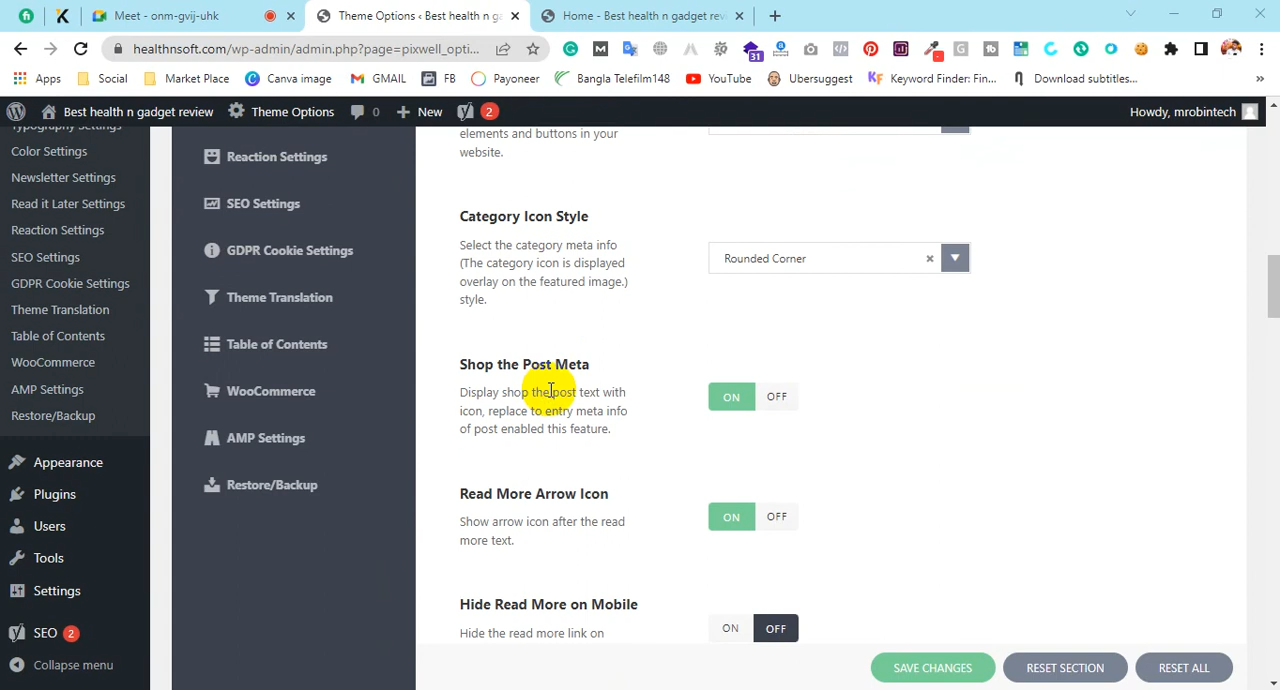 Meet - onm-gvij-uhk
Theme Options ‹ Best health n ga
Home - Best health n gadget revi
healthnsoft.com/wp-admin/admin.php?page=pixwell_opti...
31
Apps
Social
Market Place
Canva image
GMAIL
FB
Payoneer
Bangla Telefilm148
YouTube
Ubersuggest
Keyword Finder: Fin...
Download subtitles...
»
Best health n gadget review
Theme Options
0
New
2
Howdy, mrobintech
Typography Settings
Color Settings
Newsletter Settings
Read it Later Settings
Reaction Settings
SEO Settings
GDPR Cookie Settings
Theme Translation
Table of Contents
WooCommerce
AMP Settings
Restore/Backup
Appearance
Plugins
Users
Tools
Settings
SEO 2
Collapse menu
Reaction Settings
SEO Settings
GDPR Cookie Settings
Theme Translation
Table of Contents
WooCommerce
AMP Settings
Restore/Backup
elements and buttons in your
website.
Category Icon Style
Select the category meta info
(The category icon is displayed
overlay on the featured image.)
style.
Rounded Corner
Shop the Post Meta
Display shop the post text with
icon, replace to entry meta info
of post enabled this feature.
ON OFF
Read More Arrow Icon
Show arrow icon after the read
more text.
ON OFF
Hide Read More on Mobile
Hide the read more link on
ON OFF
SAVE CHANGES
RESET SECTION
RESET ALL